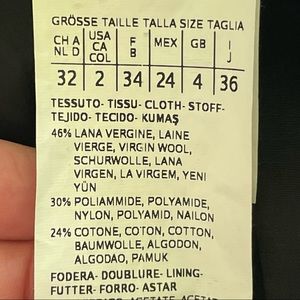 GRÖSSE TAILLE TALLA SIZE TAGLIA
CH A NL D USA CA COL F B MEX GB I J
32 2 34 24 4 36
TESSUTO- TISSU- CLOTH- STOFF-
TEJIDO- TECIDO- KUMAŞ
46% LANA VERGINE, LAINE
VIERGE, VIRGIN WOOL,
SCHURWOLLE, LANA
VIRGEN, LA VIRGEM, YENI
YÜN
30% POLIAMMIDE, POLYAMIDE,
NYLON, POLYAMID, NAILON
24% COTONE, COTON, COTTON,
BAUMWOLLE, ALGODON,
ALGODAO, PAMUK
FODERA- DOUBLURE- LINING-
FUTTER- FORRO- ASTAR